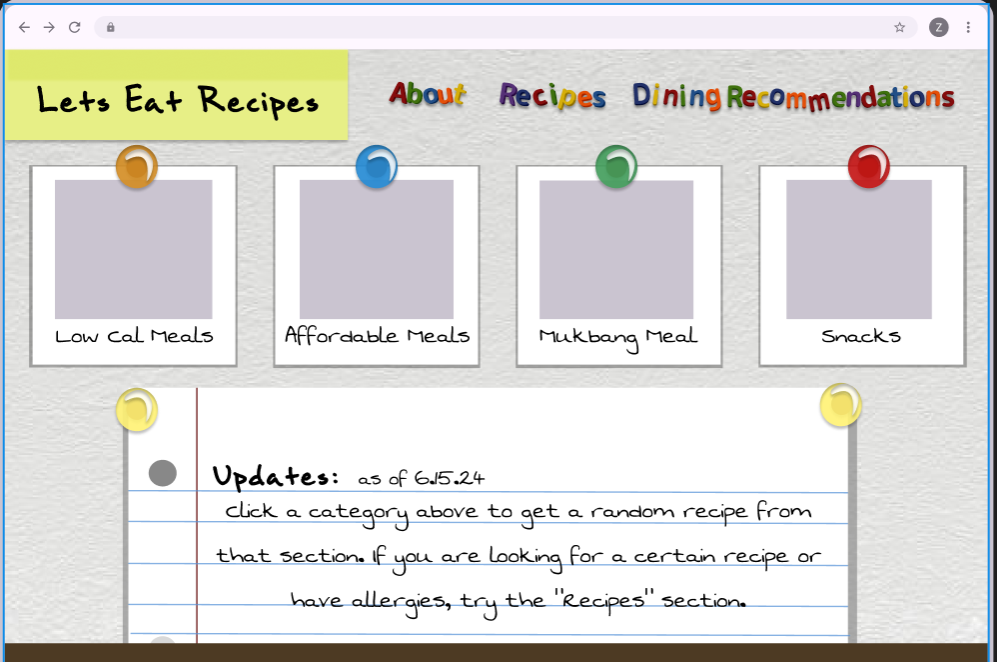 Z
Lets Eat Recipes
About Recipes Dining Recommendations
Low Cal Meals Affordable Meals Mukbang Meal Snacks
Updates: as of 6.15.24
click a category above to get a random recipe from
that section. If you are looking for a certain recipe or
have allergies, try the "Recipes" section.